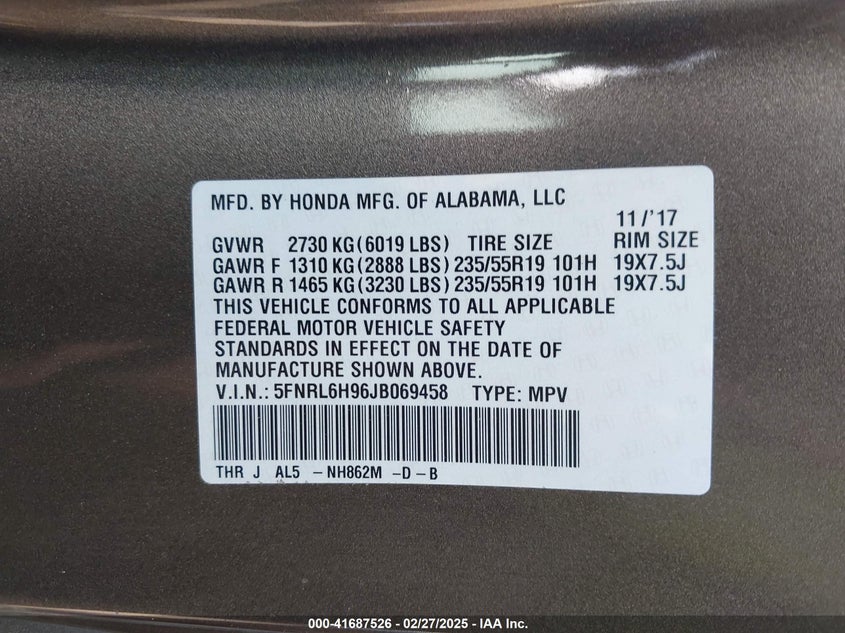 MFD. BY HONDA MFG. OF ALABAMA, LLC
11/'17
GVWR 2730 KG(6019 LBS) TIRE SIZE RIM SIZE
GAWR F 1310 KG(2888 LBS) 235/55R19 101H 19X7.5J
GAWR R 1465 KG(3230 LBS) 235/55R19 101H 19X7.5J
THIS VEHICLE CONFORMS TO ALL APPLICABLE
FEDERAL MOTOR VEHICLE SAFETY
STANDARDS IN EFFECT ON THE DATE OF
MANUFACTURE SHOWN ABOVE.
V.I.N.: 5FNRL6H96JB069458 TYPE: MPV
THR J AL5 -NH862M -D-B
000-41687526 - 02/27/2025 - IAA Inc.